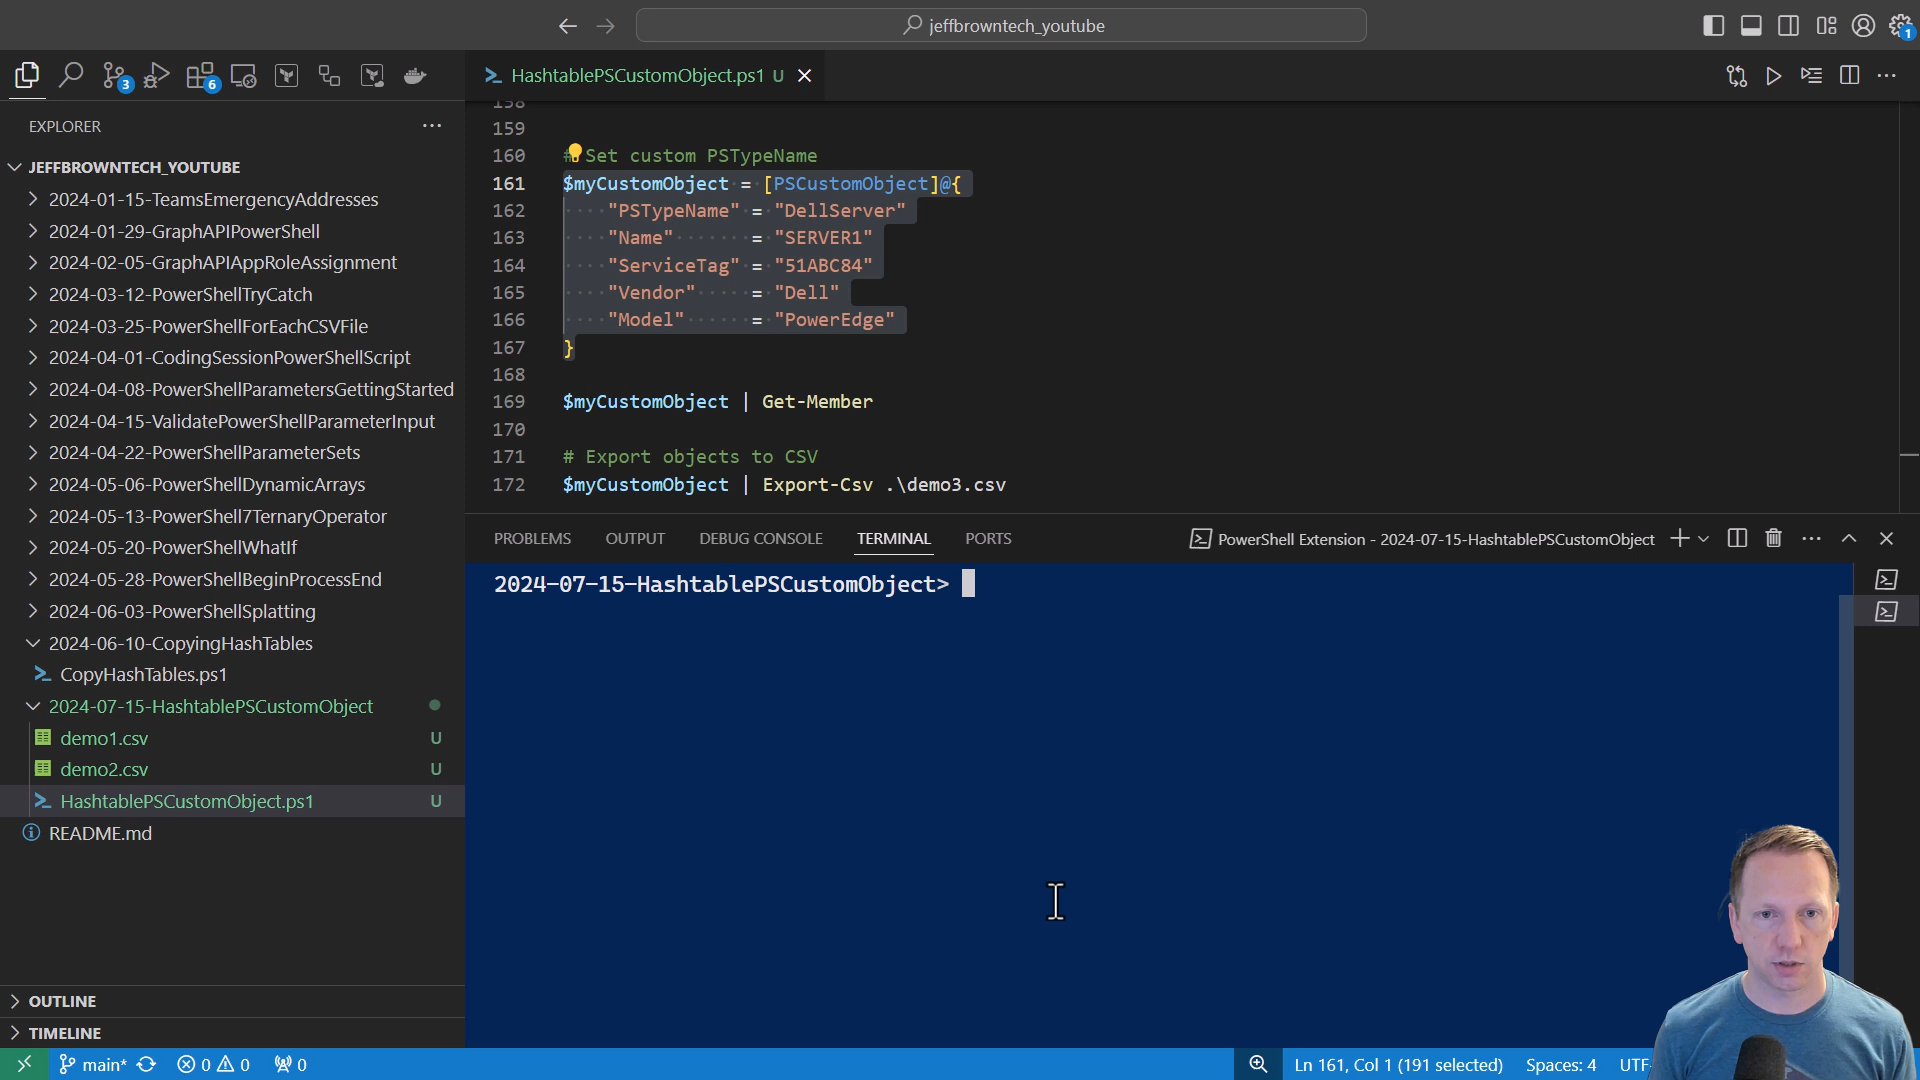 jeffbrowntech_youtube
1
3
6
HashtablePSCustomObject.ps1 U
EXPLORER
JEFFBROWNTECH_YOUTUBE
2024-01-15-TeamsEmergencyAddresses
2024-01-29-GraphAPIPowerShell
2024-02-05-GraphAPIAppRoleAssignment
2024-03-12-PowerShellTryCatch
2024-03-25-PowerShellForEachCSVFile
2024-04-01-CodingSessionPowerShellScript
2024-04-08-PowerShellParametersGettingStarted
2024-04-15-ValidatePowerShellParameterInput
2024-04-22-PowerShellParameterSets
2024-05-06-PowerShellDynamicArrays
2024-05-13-PowerShell7TernaryOperator
2024-05-20-PowerShellWhatIf
2024-05-28-PowerShellBeginProcessEnd
2024-06-03-PowerShellSplatting
2024-06-10-CopyingHashTables
CopyHashTables.ps1
2024-07-15-HashtablePSCustomObject
demo1.csv U
demo2.csv U
HashtablePSCustomObject.ps1 U
README.md
OUTLINE
TIMELINE
158
159
160 # Set custom PSTypeName
161 $myCustomObject = [PSCustomObject]@{
162 "PSTypeName" = "DellServer"
163 "Name" = "SERVER1"
164 "ServiceTag" = "51ABC84"
165 "Vendor" = "Dell"
166 "Model" = "PowerEdge"
167 }
168
169 $myCustomObject | Get-Member
170
171 # Export objects to CSV
172 $myCustomObject | Export-Csv .\demo3.csv
PROBLEMS OUTPUT DEBUG CONSOLE TERMINAL PORTS
PowerShell Extension - 2024-07-15-HashtablePSCustomObject
2024-07-15-HashtablePSCustomObject>
main* 0 0 0
Ln 161, Col 1 (191 selected) Spaces: 4 UTF-